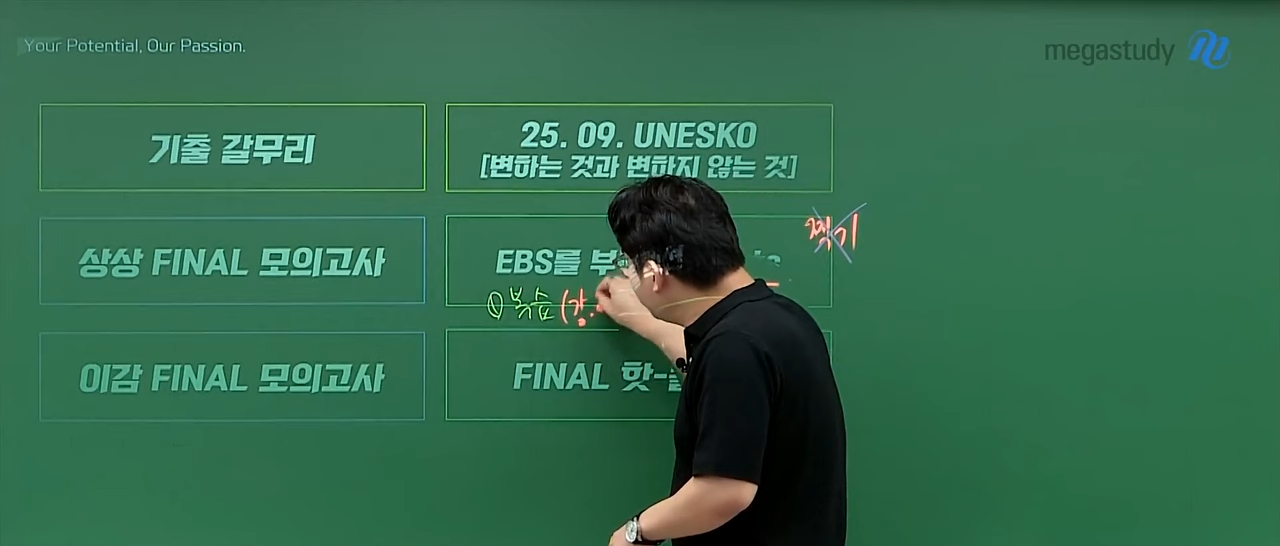 Your Potential, Our Passion.
megastudy
기출 갈무리
25. 09. UNESKO
[변하는 것과 변하지 않는 것]
상상 FINAL 모의고사
EBS를
찍기
① 복습 (강.
이감 FINAL 모의고사
FINAL 핫-